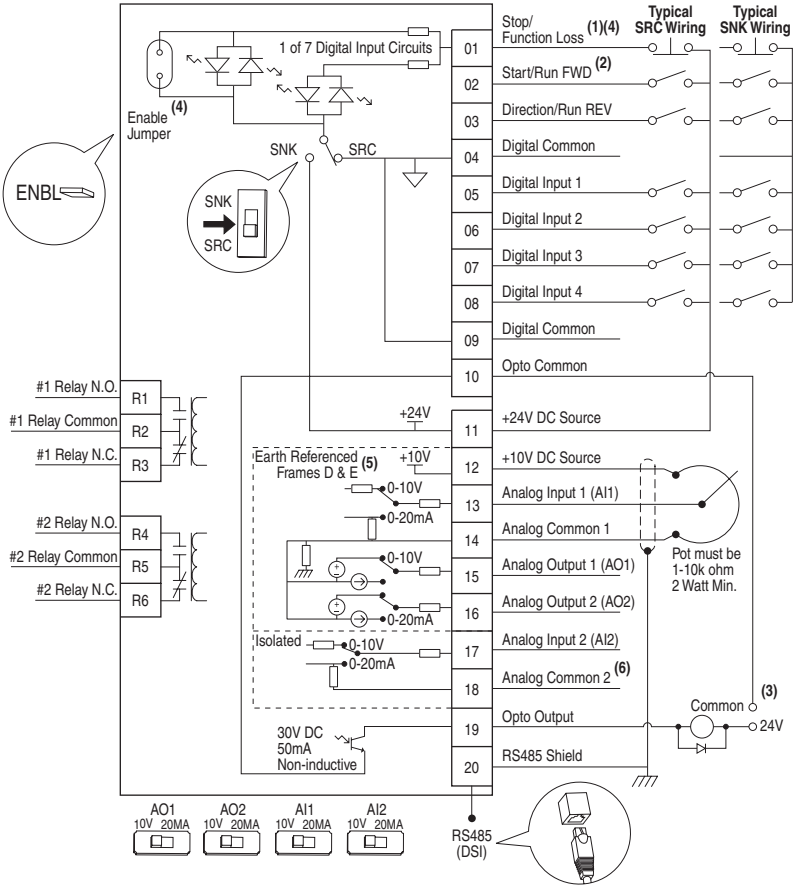 Stop/
Function Loss (1)(4)
Typical
SRC Wiring
Typical
SNK Wiring
1 of 7 Digital Input Circuits
01
Start/Run FWD (2)
02
Enable (4)
Jumper
Direction/Run REV
03
SNK
SRC
Digital Common
04
ENBL
SNK
SRC
Digital Input 1
05
Digital Input 2
06
Digital Input 3
07
Digital Input 4
08
Digital Common
09
Opto Common
10
#1 Relay N.O.
R1
#1 Relay Common
R2
#1 Relay N.C.
R3
+24V
11
+24V DC Source
Earth Referenced
Frames D & E (5)
+10V
12
+10V DC Source
0-10V
0-20mA
13
Analog Input 1 (AI1)
#2 Relay N.O.
R4
#2 Relay Common
R5
#2 Relay N.C.
R6
14
Analog Common 1
Pot must be
1-10k ohm
2 Watt Min.
0-10V
15
Analog Output 1 (AO1)
0-20mA
16
Analog Output 2 (AO2)
Isolated
0-10V
0-20mA
17
Analog Input 2 (AI2)
18
Analog Common 2 (6)
Common
(3)
24V
30V DC
50mA
Non-inductive
19
Opto Output
20
RS485 Shield
AO1
10V 20MA
AO2
10V 20MA
AI1
10V 20MA
AI2
10V 20MA
RS485
(DSI)